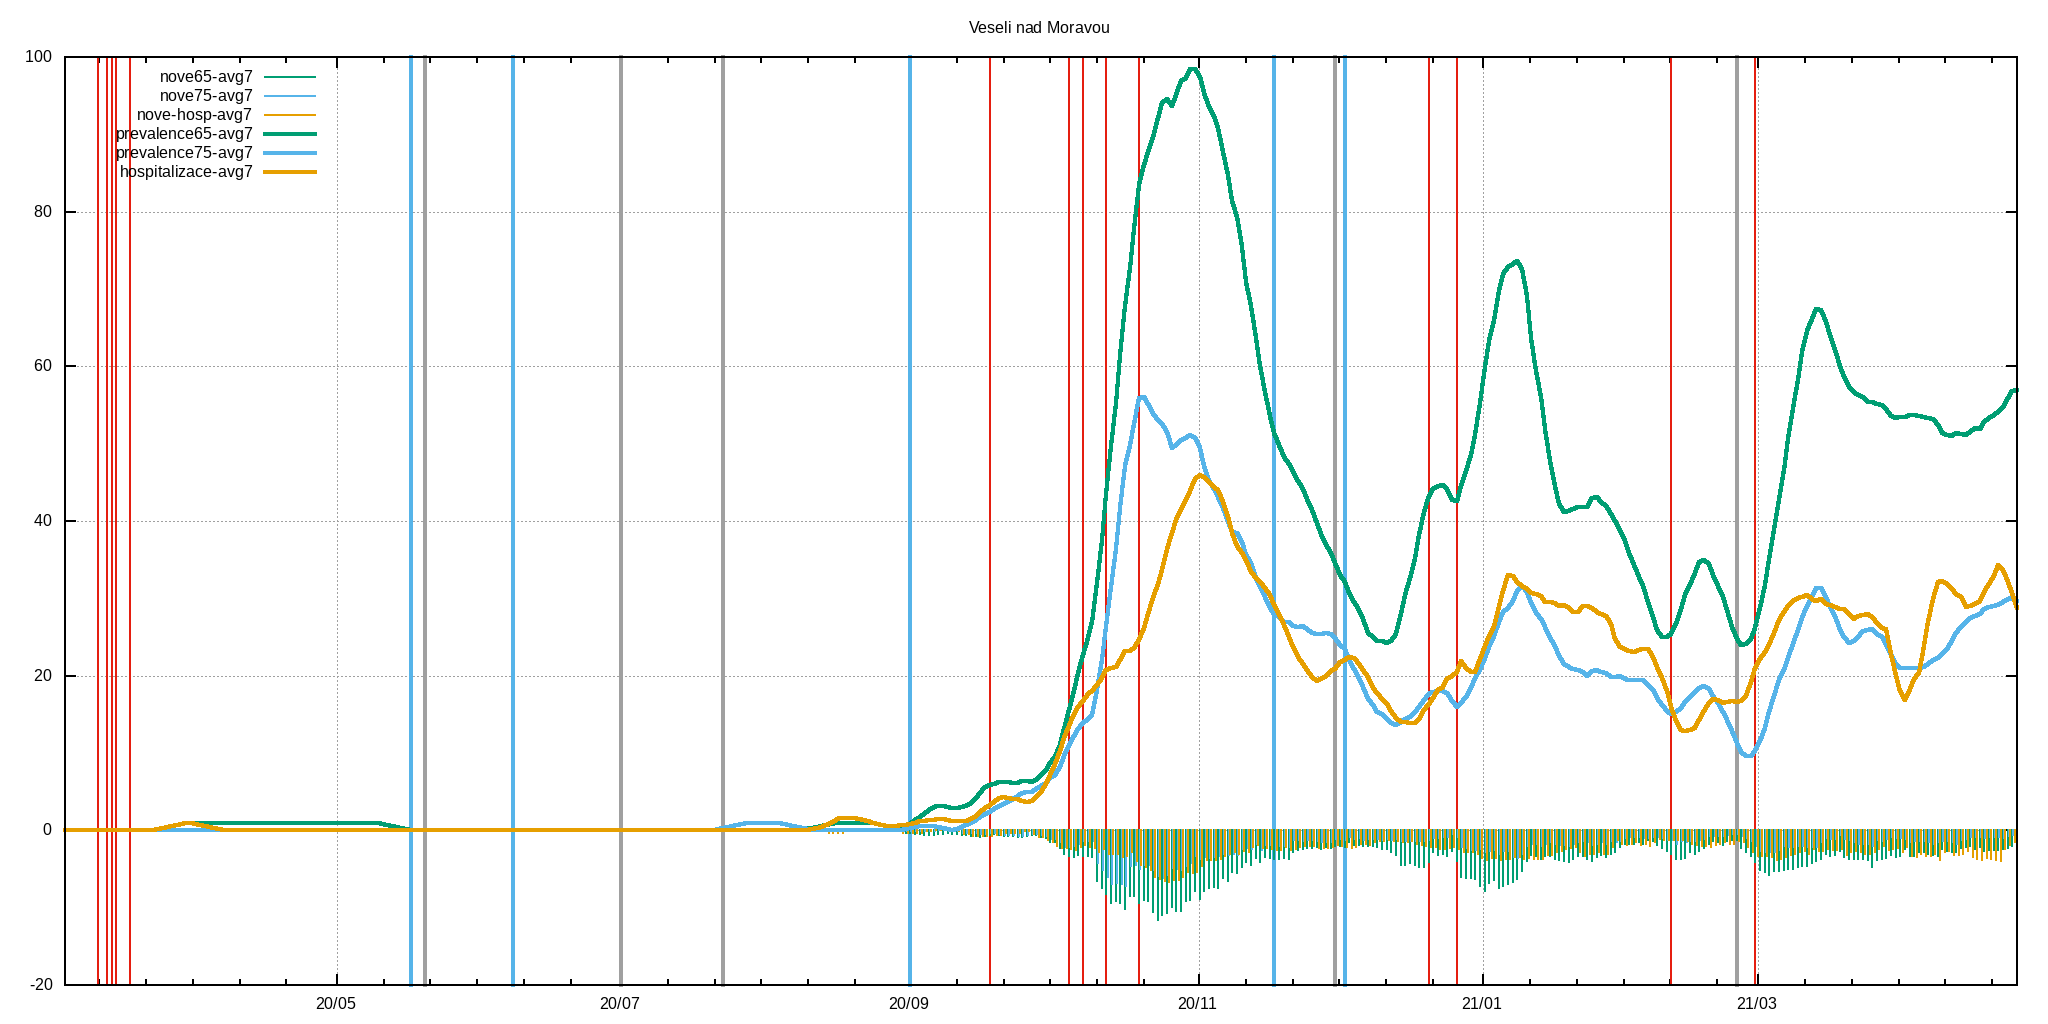 Veseli nad Moravou
100
nove65-avg7
nove75-avg7
nove-hosp-avg7
prevalence65-avg7
prevalence75-avg7
hospitalizace-avg7
80
60
40
20
0
-20
20/05 20/07 20/09 20/11 21/01 21/03